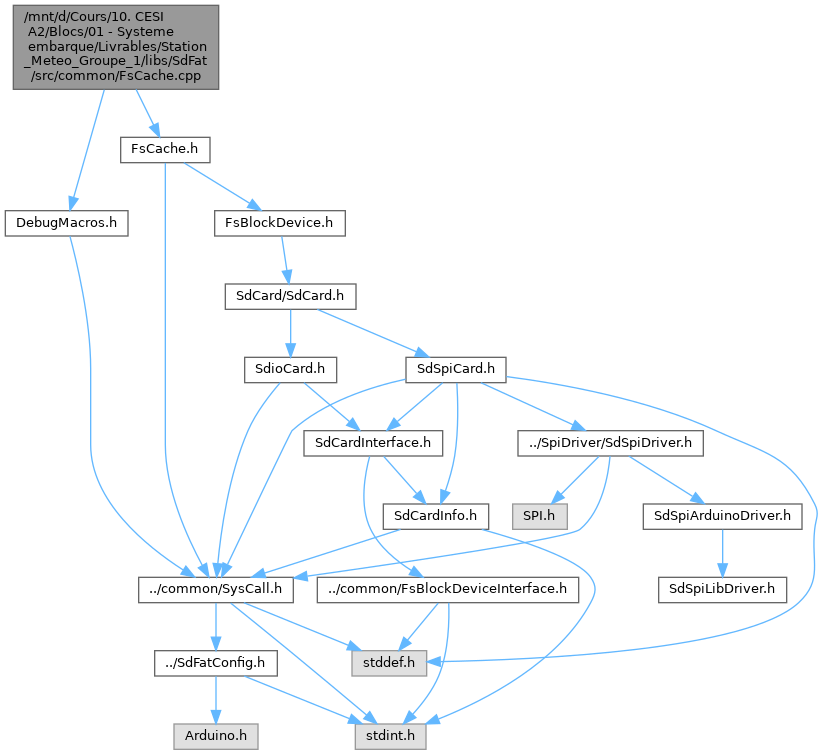 /mnt/d/Cours/10. CESI
A2/Blocs/01 - Systeme
embarque/Livrables/Station
_Meteo_Groupe_1/libs/SdFat
/src/common/FsCache.cpp
FsCache.h
DebugMacros.h
FsBlockDevice.h
SdCard/SdCard.h
SdioCard.h
SdSpiCard.h
SdCardInterface.h
../SpiDriver/SdSpiDriver.h
SdCardInfo.h
SPI.h
SdSpiArduinoDriver.h
../common/SysCall.h
../common/FsBlockDeviceInterface.h
SdSpiLibDriver.h
../SdFatConfig.h
stddef.h
Arduino.h
stdint.h